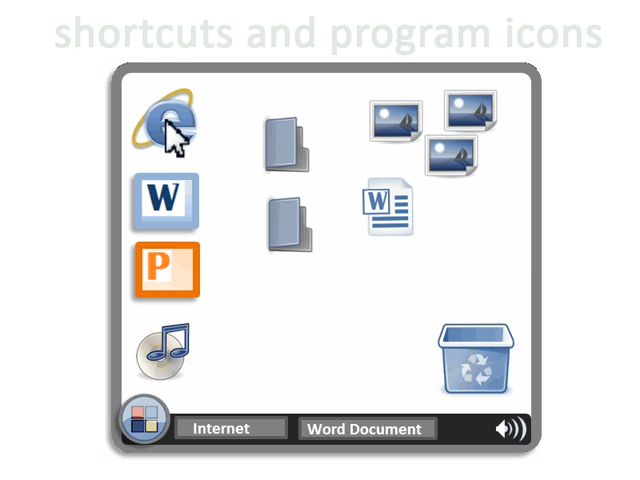 shortcuts and program icons
e
W
P
W
Internet
Word Document